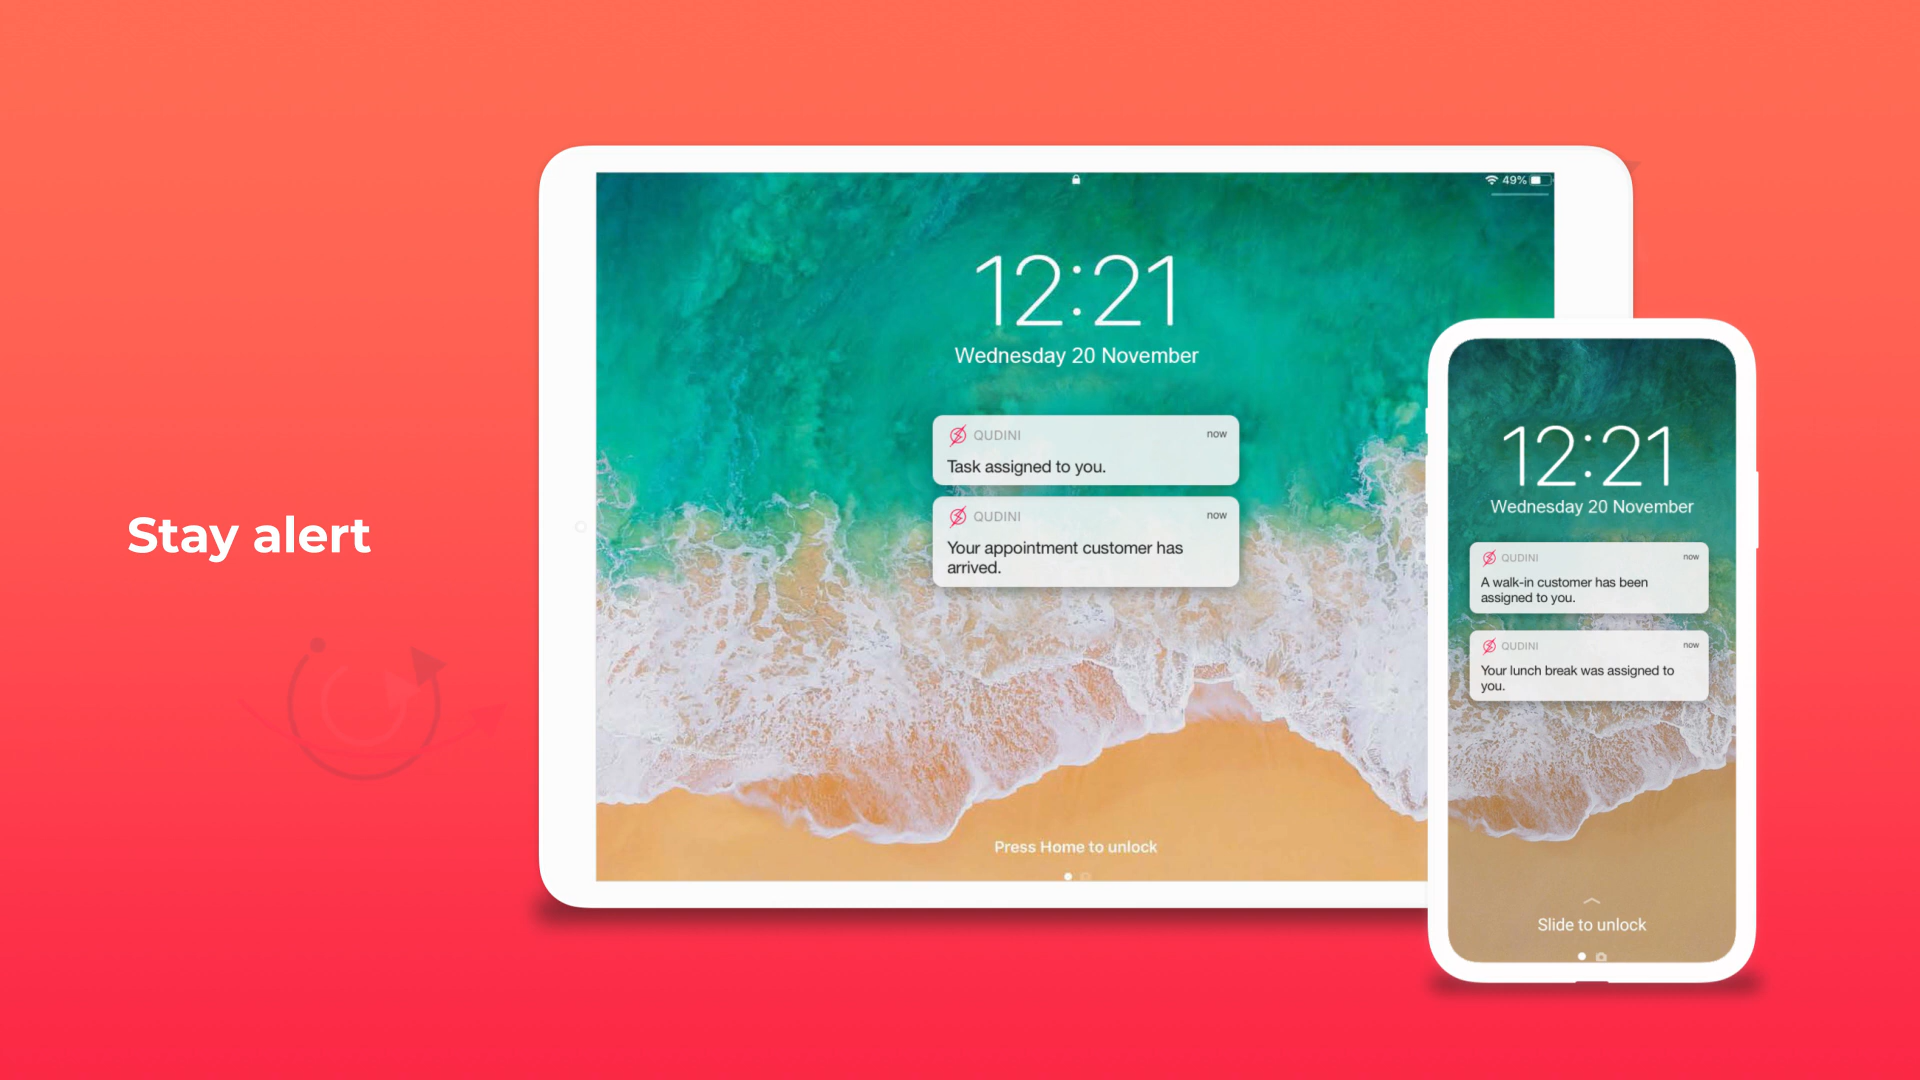 Stay alert
49%
12:21
Wednesday 20 November
QUDINI now
Task assigned to you.
QUDINI now
Your appointment customer has
arrived.
Press Home to unlock
12:21
Wednesday 20 November
QUDINI now
A walk-in customer has been
assigned to you.
QUDINI now
Your lunch break was assigned to
you.
Slide to unlock